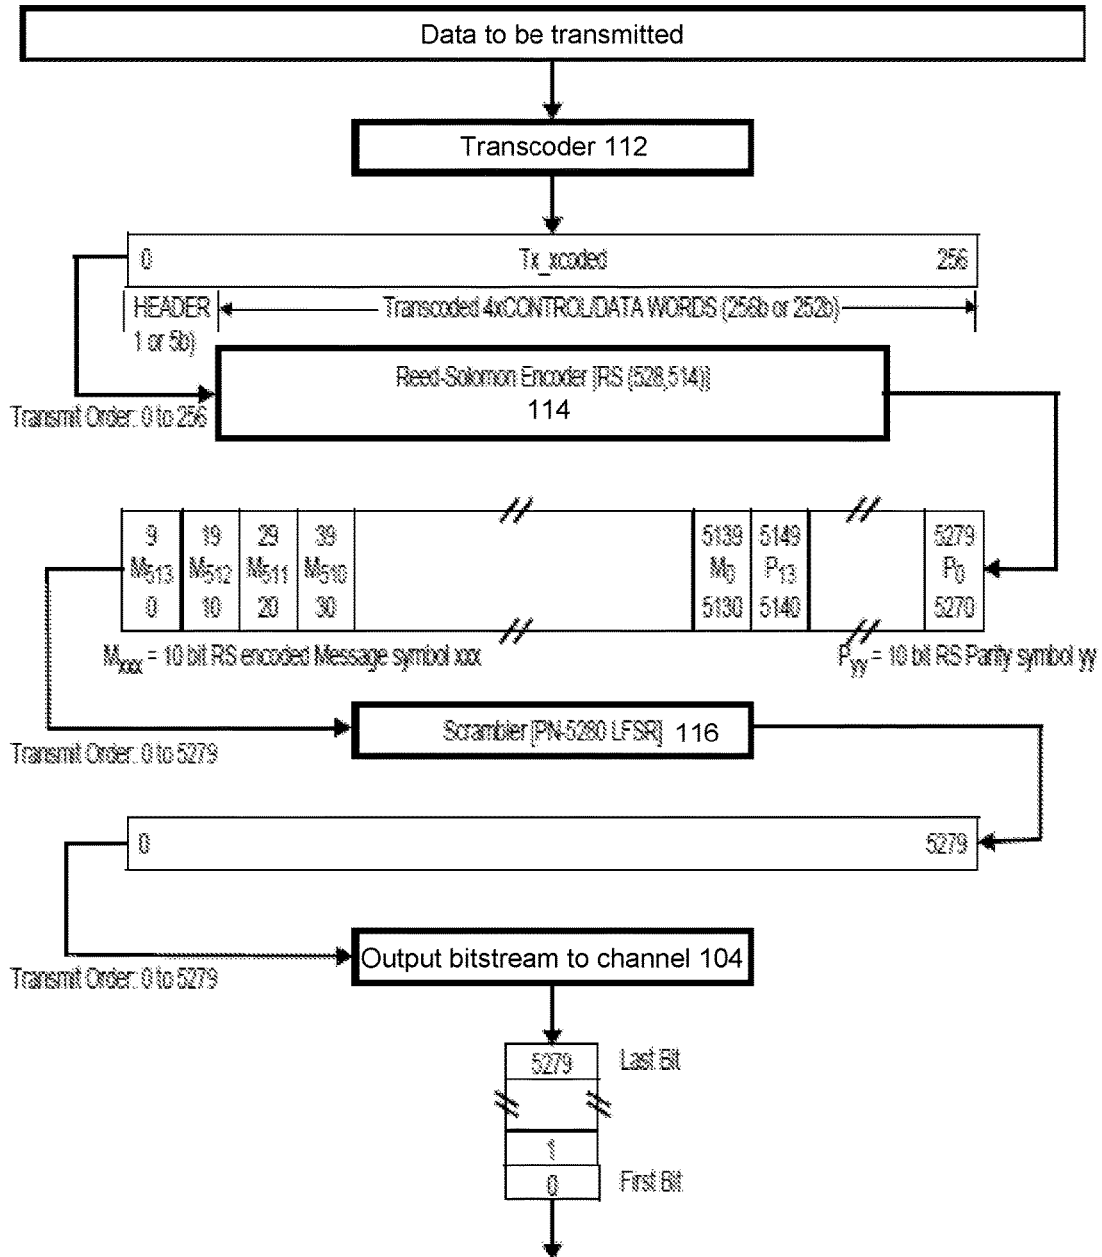 Data to be transmitted
Transcoder 112
0 Tx_xcoded 256
HEADER Transcoded 4xCONTROL/DATA WORDS (256b or 252b)
1 or 5b)
Reed-Solomon Encoder [RS (528,514)]
114
Transmit Order: 0 to 256
9 19 29 39 5139 5149 5279
M513 M512 M511 M510 M0 P13 P0
0 10 20 30 5130 5140 5270
Mxxx = 10 bit RS encoded Message symbol xxx Pyy = 10 bit RS Parity symbol yy
Scrambler [PN-5280 LFSR] 116
Transmit Order: 0 to 5279
0 5279
Output bitstream to channel 104
Transmit Order: 0 to 5279
5279 Last Bit
1
0 First Bit